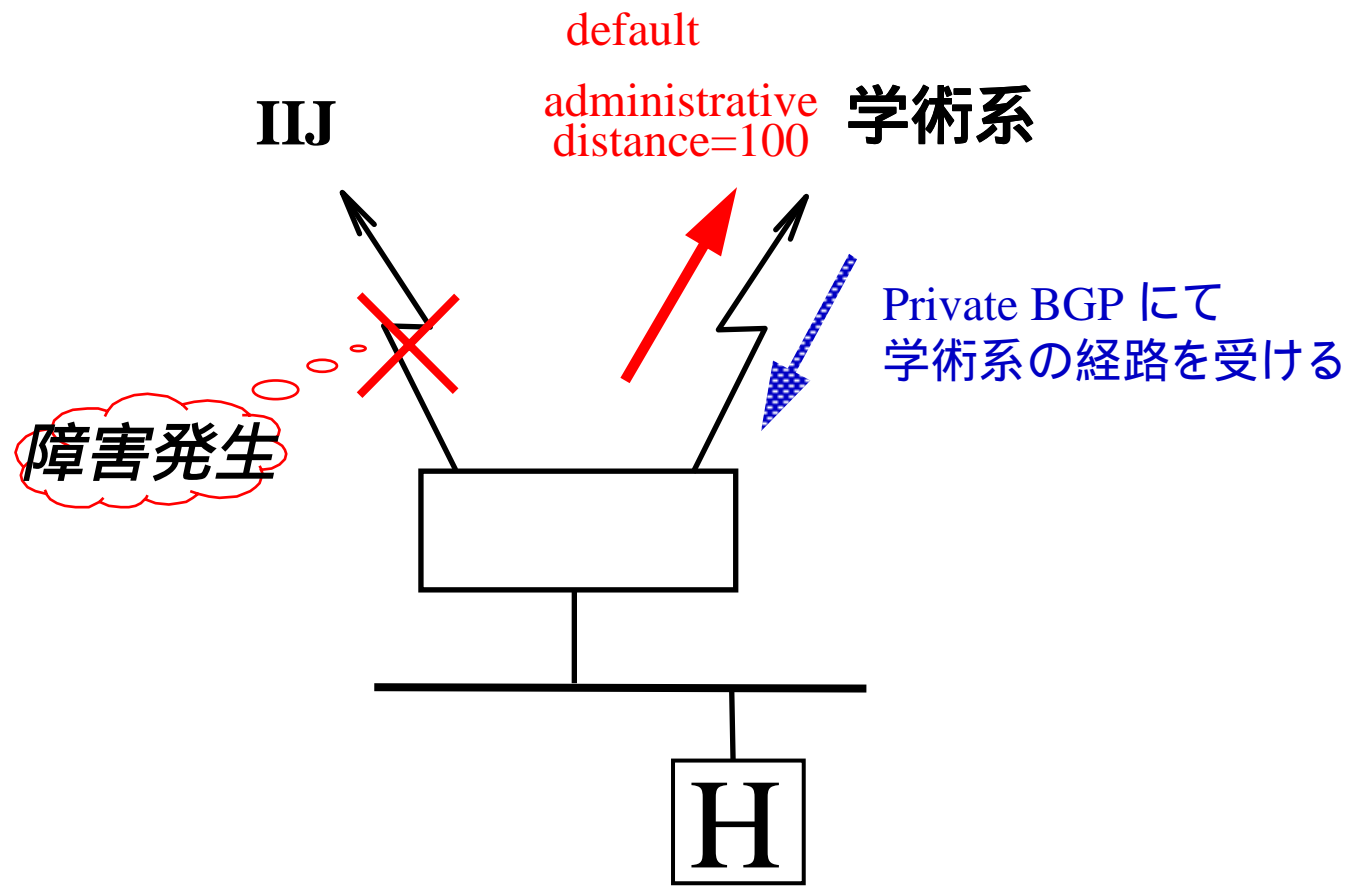 default
IIJ
administrative
distance=100
学術系
Private BGP にて
学術系の経路を受ける
障害発生
H